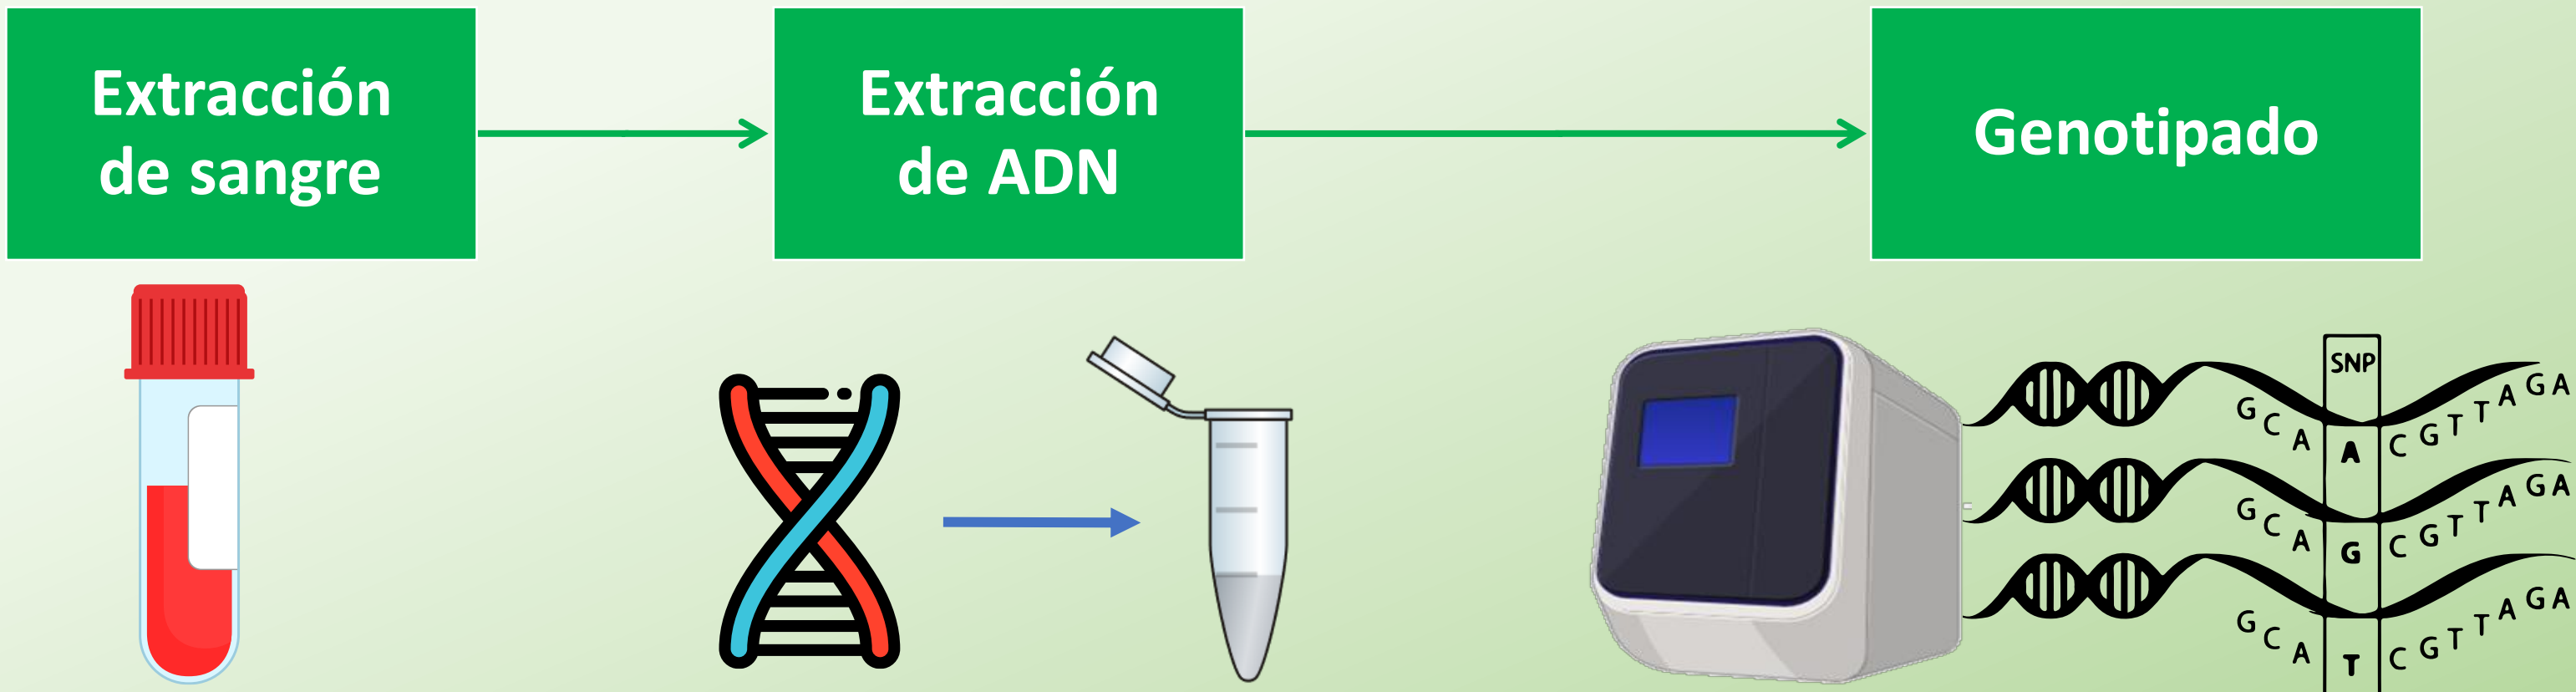 Extracción
de sangre
Extracción
de ADN
Genotipado
SNP
GCA A CGTTAGA
GCA G CGTTAGA
GCA T CGTTAGA